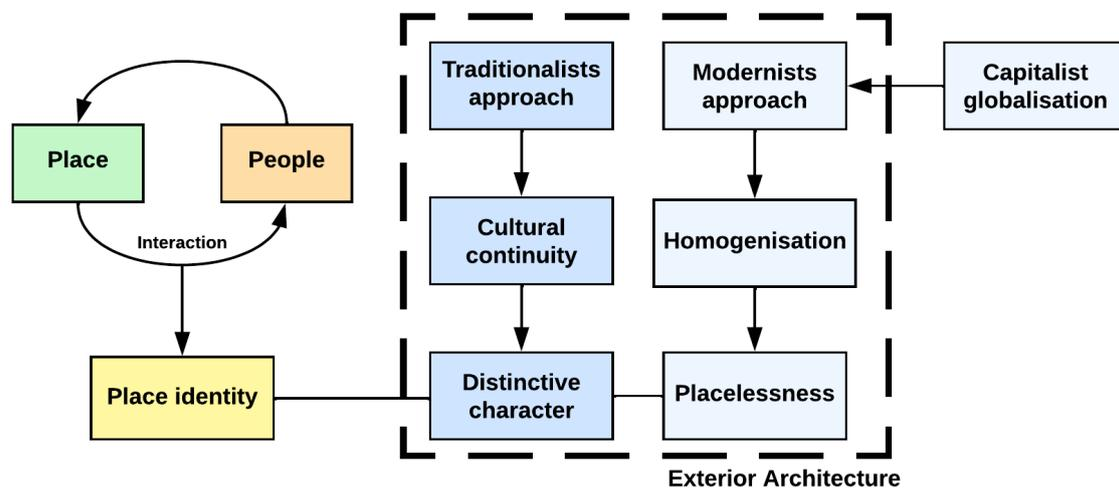 Traditionalists
approach
Modernists
approach
Capitalist
globalisation
Place
People
Interaction
Cultural
continuity
Homogenisation
Place identity
Distinctive
character
Placelessness
Exterior Architecture